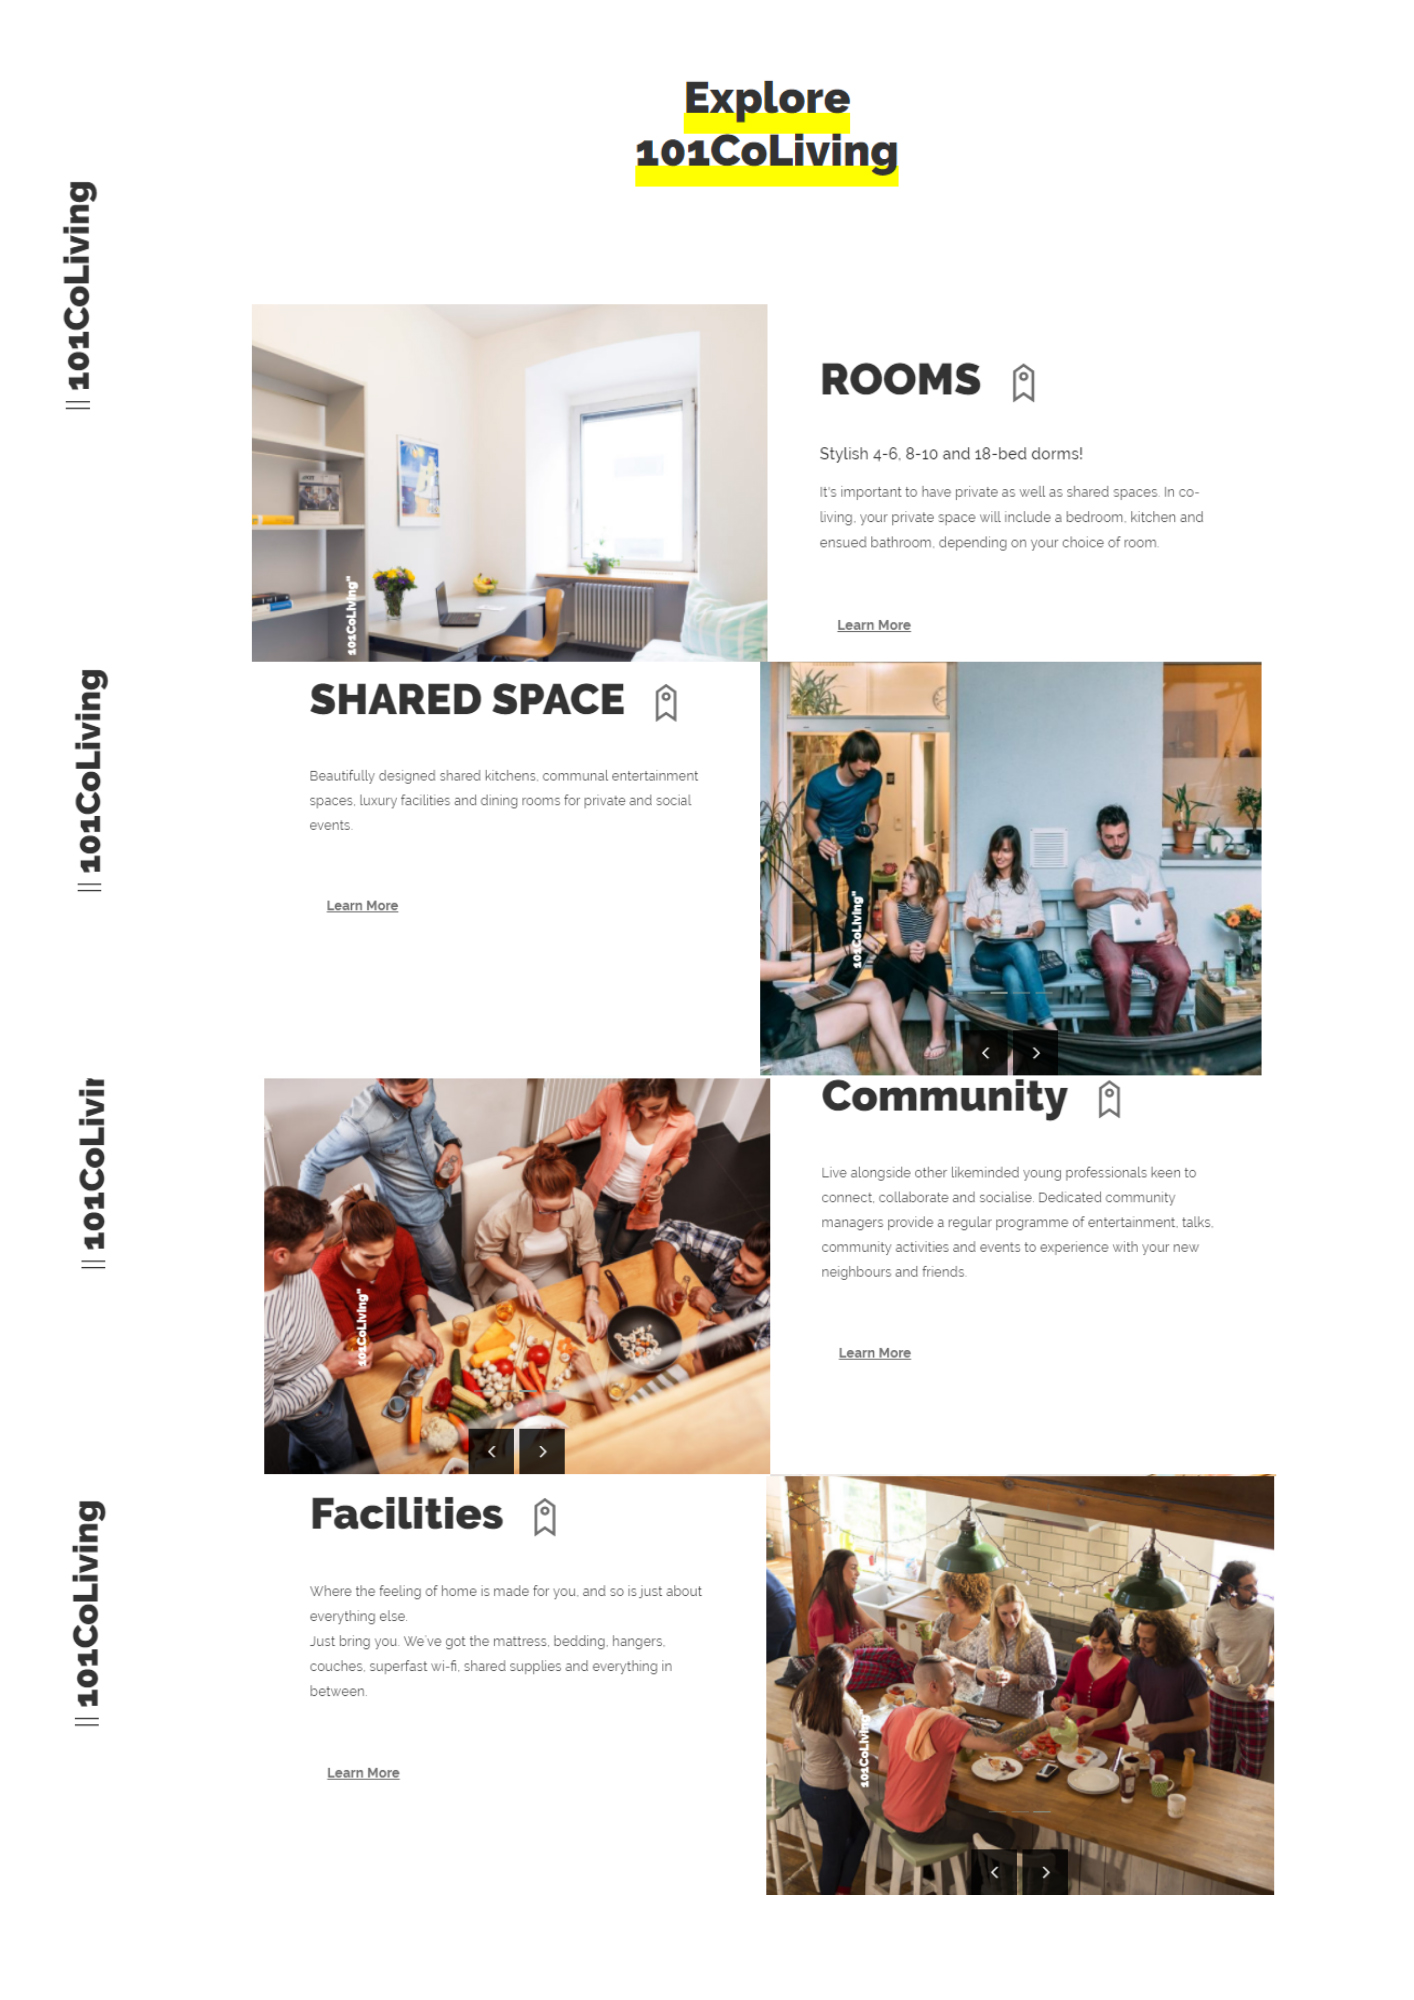 Explore
101CoLiving
|| 101CoLiving
101CoLiving"
ROOMS
Stylish 4-6, 8-10 and 18-bed dorms!
It's important to have private as well as shared spaces. In co-
living, your private space will include a bedroom, kitchen and
ensued bathroom, depending on your choice of room.
Learn More
|| 101CoLiving
SHARED SPACE
Beautifully designed shared kitchens, communal entertainment
spaces, luxury facilities and dining rooms for private and social
events.
Learn More
101CoLiving"
|| 101CoLivir
101CoLiving"
Community
Live alongside other likeminded young professionals keen to
connect, collaborate and socialise. Dedicated community
managers provide a regular programme of entertainment, talks,
community activities and events to experience with your new
neighbours and friends.
Learn More
|| 101CoLiving
Facilities
Where the feeling of home is made for you, and so is just about
everything else.
Just bring you. We've got the mattress, bedding, hangers,
couches, superfast wi-fi, shared supplies and everything in
between.
Learn More
101CoLiving"